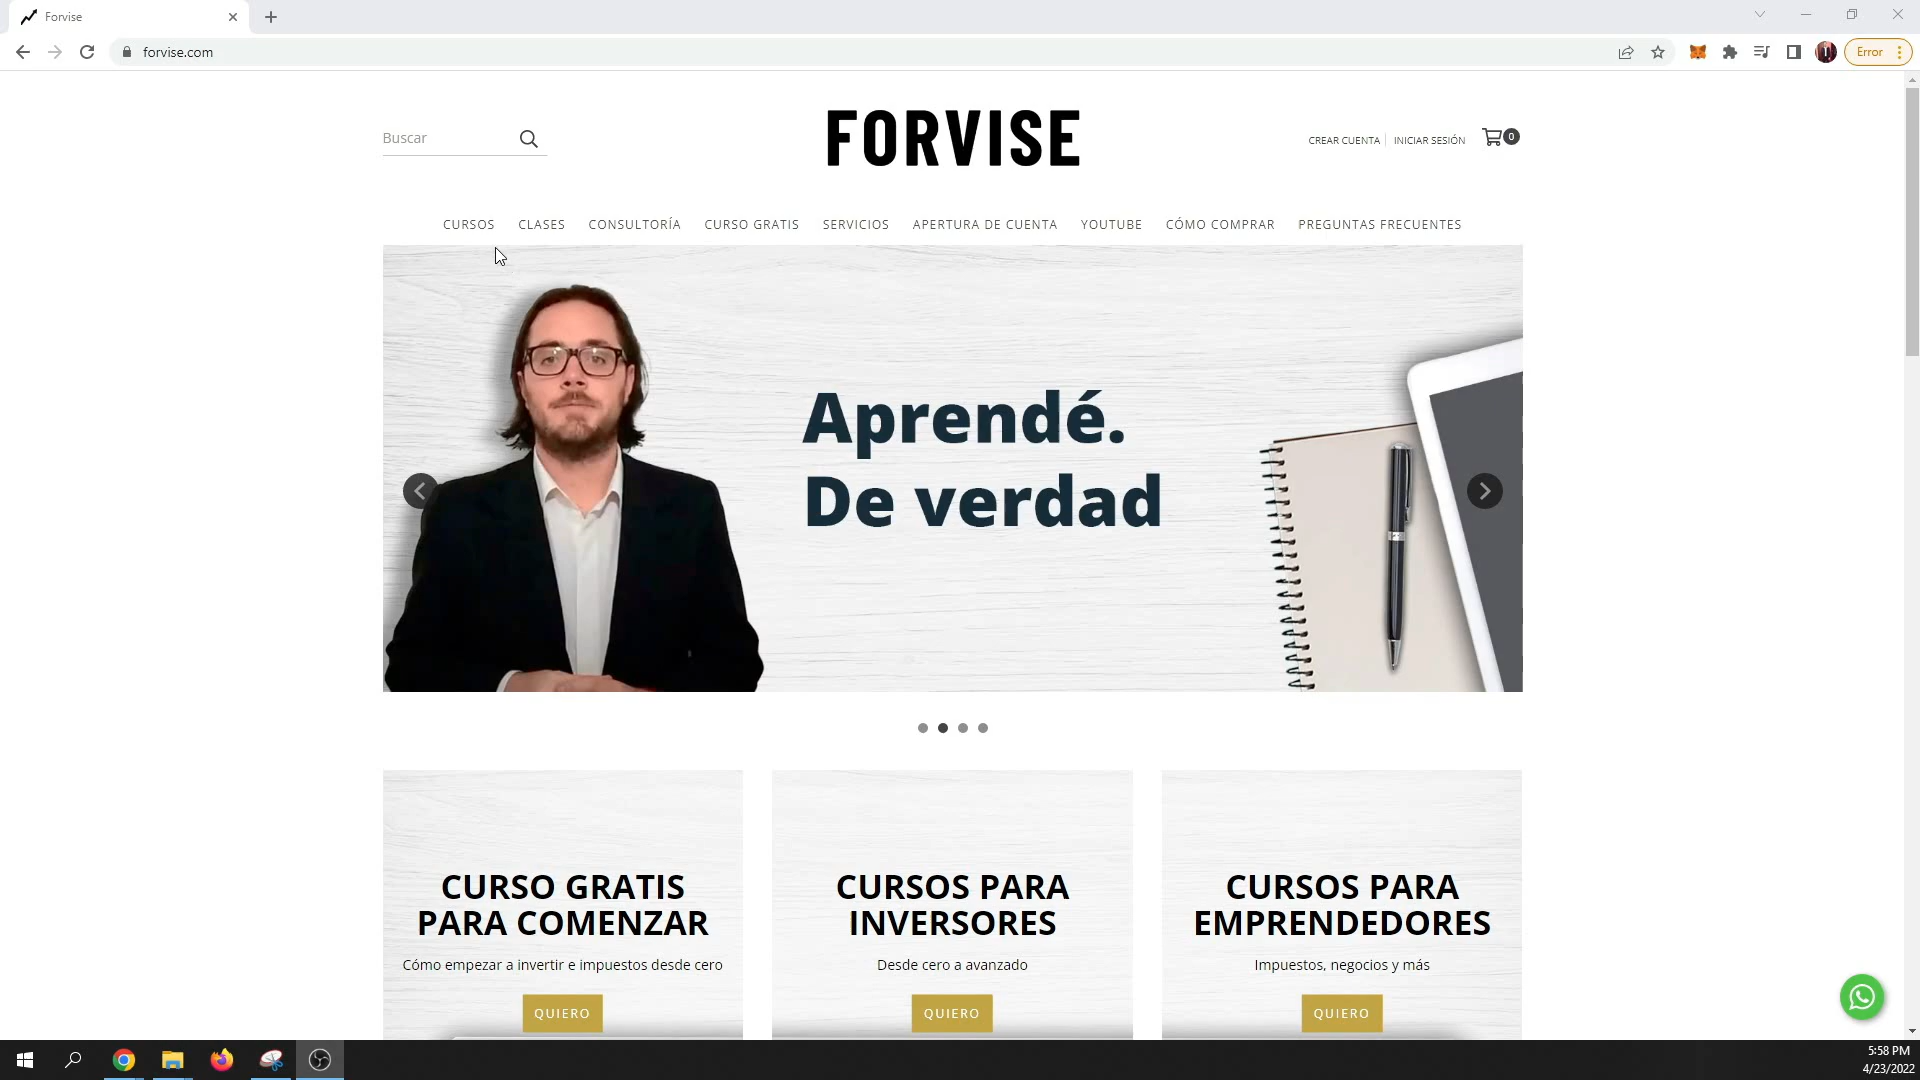 Forvise
forvise.com
Error
Buscar
FORVISE
CREAR CUENTA
INICIAR SESIÓN
0
CURSOS
CLASES
CONSULTORÍA
CURSO GRATIS
SERVICIOS
APERTURA DE CUENTA
YOUTUBE
CÓMO COMPRAR
PREGUNTAS FRECUENTES
Aprendé.
De verdad
CURSO GRATIS
PARA COMENZAR
Cómo empezar a invertir e impuestos desde cero
QUIERO
CURSOS PARA
INVERSORES
Desde cero a avanzado
QUIERO
CURSOS PARA
EMPRENDEDORES
Impuestos, negocios y más
QUIERO
5:58 PM
4/23/2022